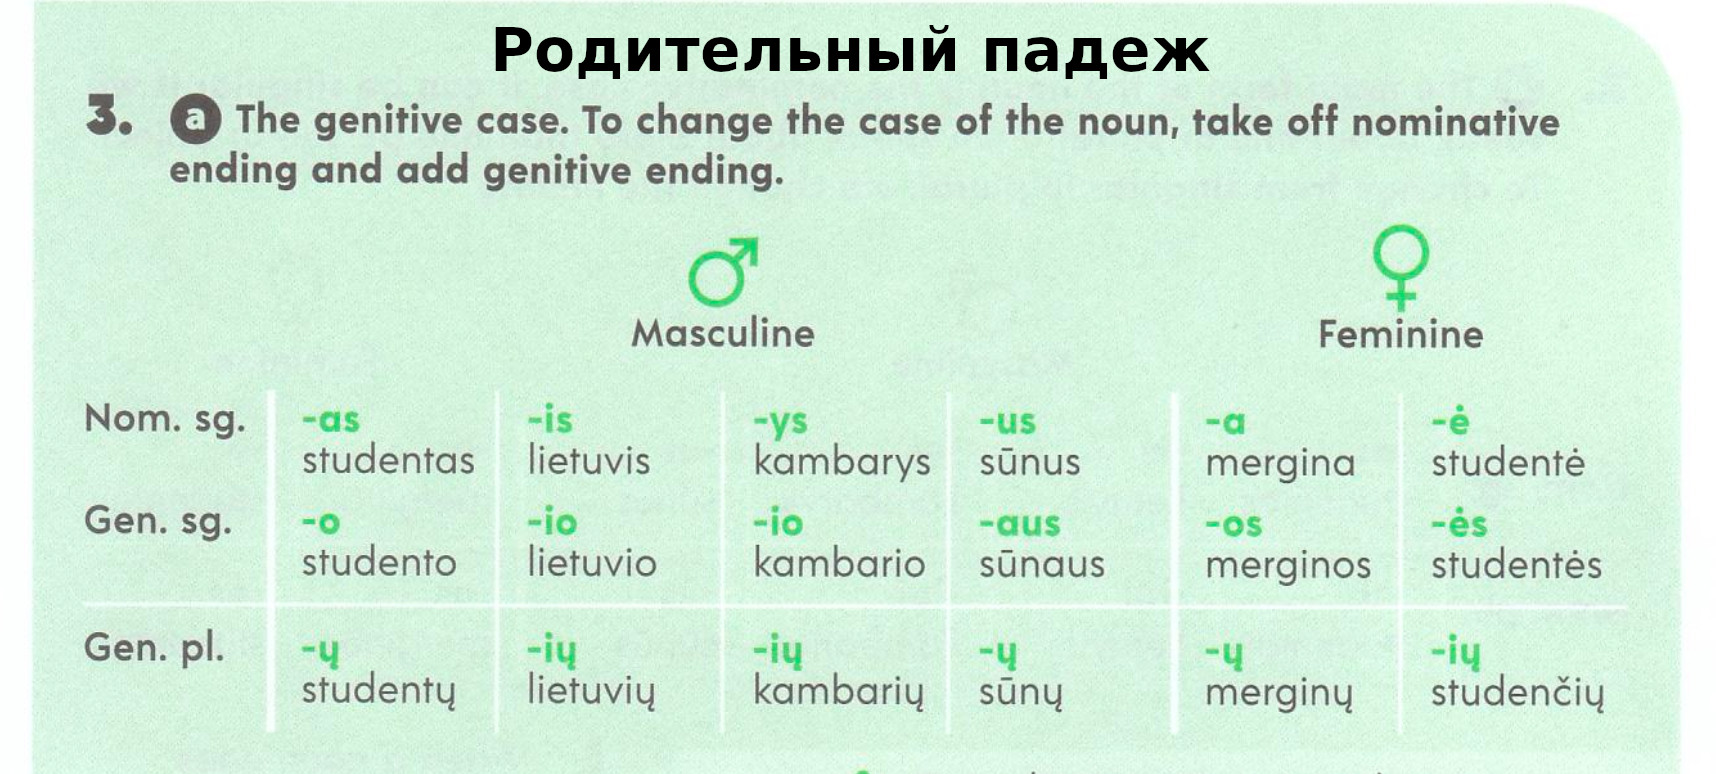 Родительный падеж
3. a The genitive case. To change the case of the noun, take off nominative
ending and add genitive ending.
Masculine Feminine
Nom. sg. -as -is -ys -us -a -ė
studentas lietuvis kambarys sūnus mergina studentė
Gen. sg. -o -io -io -aus -os -ės
studento lietuvio kambario sūnaus merginos studentės
Gen. pl. -ų -ių -ių -ų -ų -ių
studentų lietuvių kambarių sūnų merginų studenčių